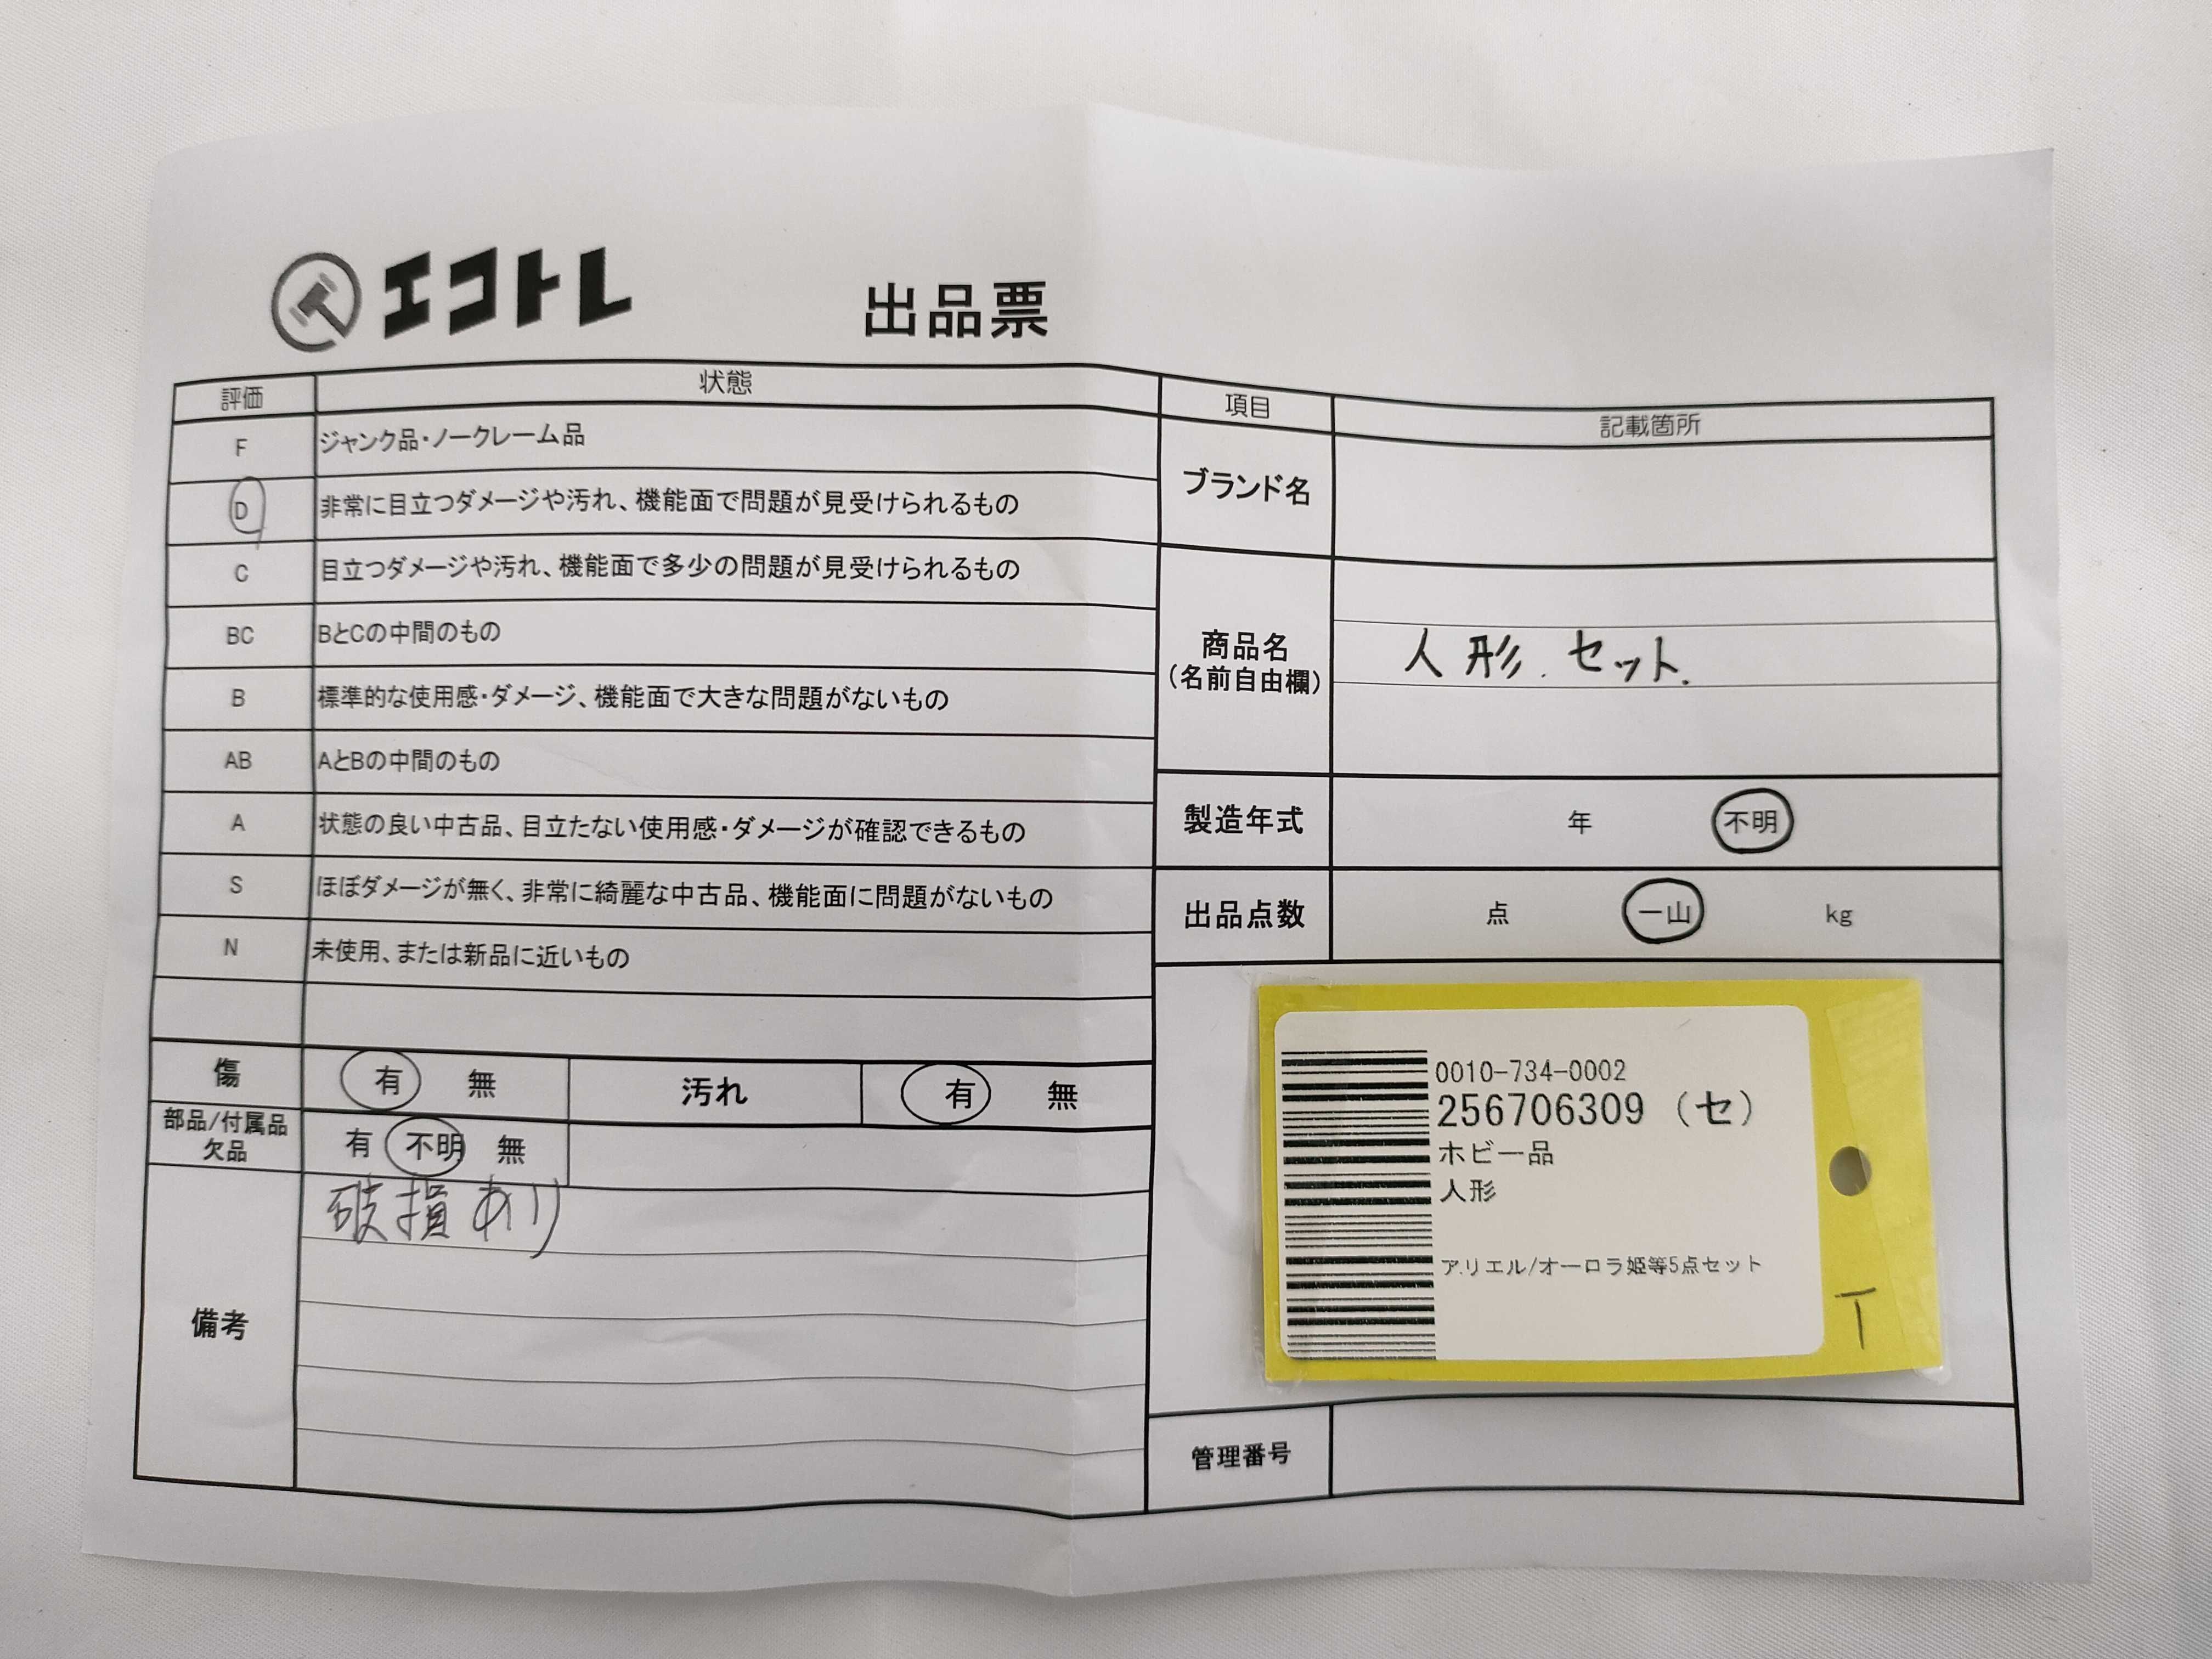 エコトレ
出品票
評価 状態
F ジャンク品・ノークレーム品
D 非常に目立つダメージや汚れ、機能面で問題が見受けられるもの
C 目立つダメージや汚れ、機能面で多少の問題が見受けられるもの
BC BとCの中間のもの
B 標準的な使用感・ダメージ、機能面で大きな問題がないもの
AB AとBの中間のもの
A 状態の良い中古品、目立たない使用感・ダメージが確認できるもの
S ほぼダメージが無く、非常に綺麗な中古品、機能面に問題がないもの
N 未使用、または新品に近いもの
傷 有 無 汚れ 有 無
部品/付属品
欠品
有 不明 無
備考
破損あり
項目 記載箇所
ブランド名
商品名
(名前自由欄)
人形.セット.
製造年式 年 不明
出品点数 点 一山 kg
0010-734-0002
256706309 (セ)
ホビー品
人形
アリエル/オーロラ姫等5点セット
T
管理番号